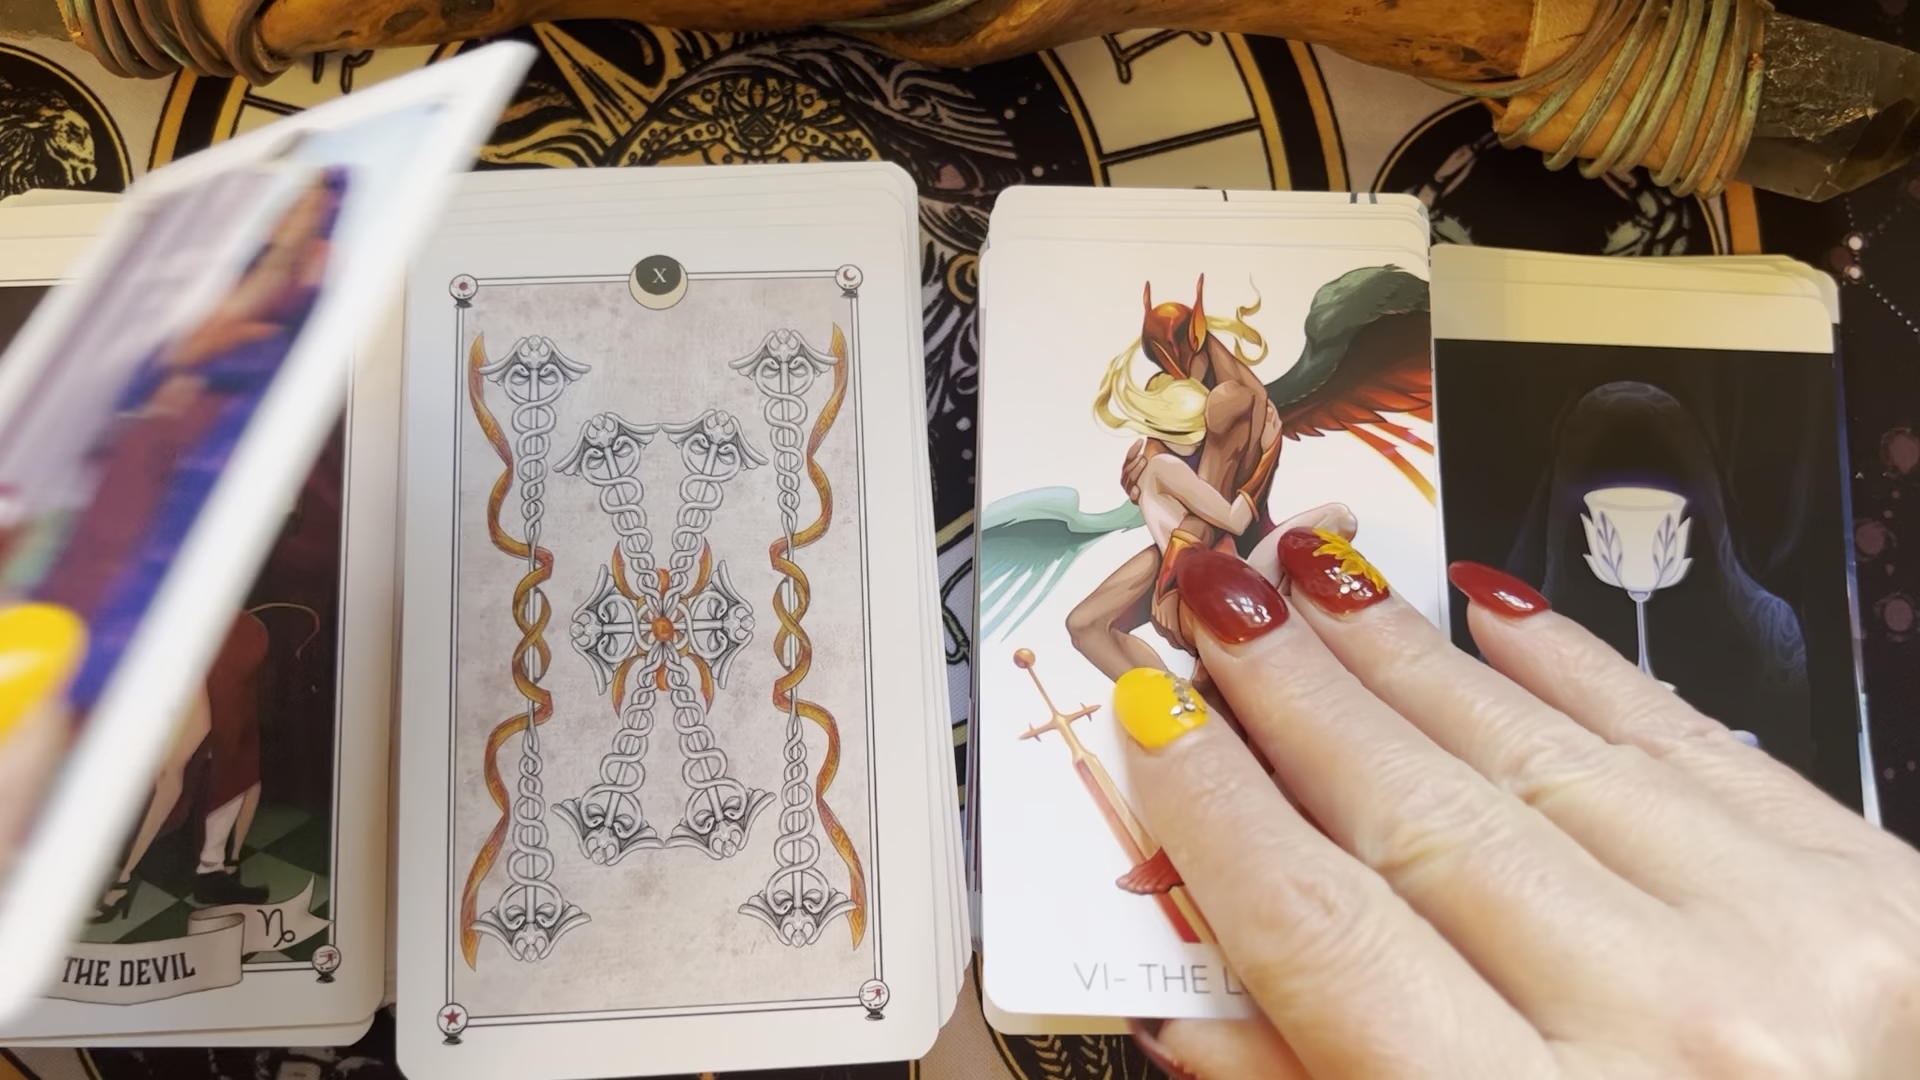 THE DEVIL
X
VI- THE L